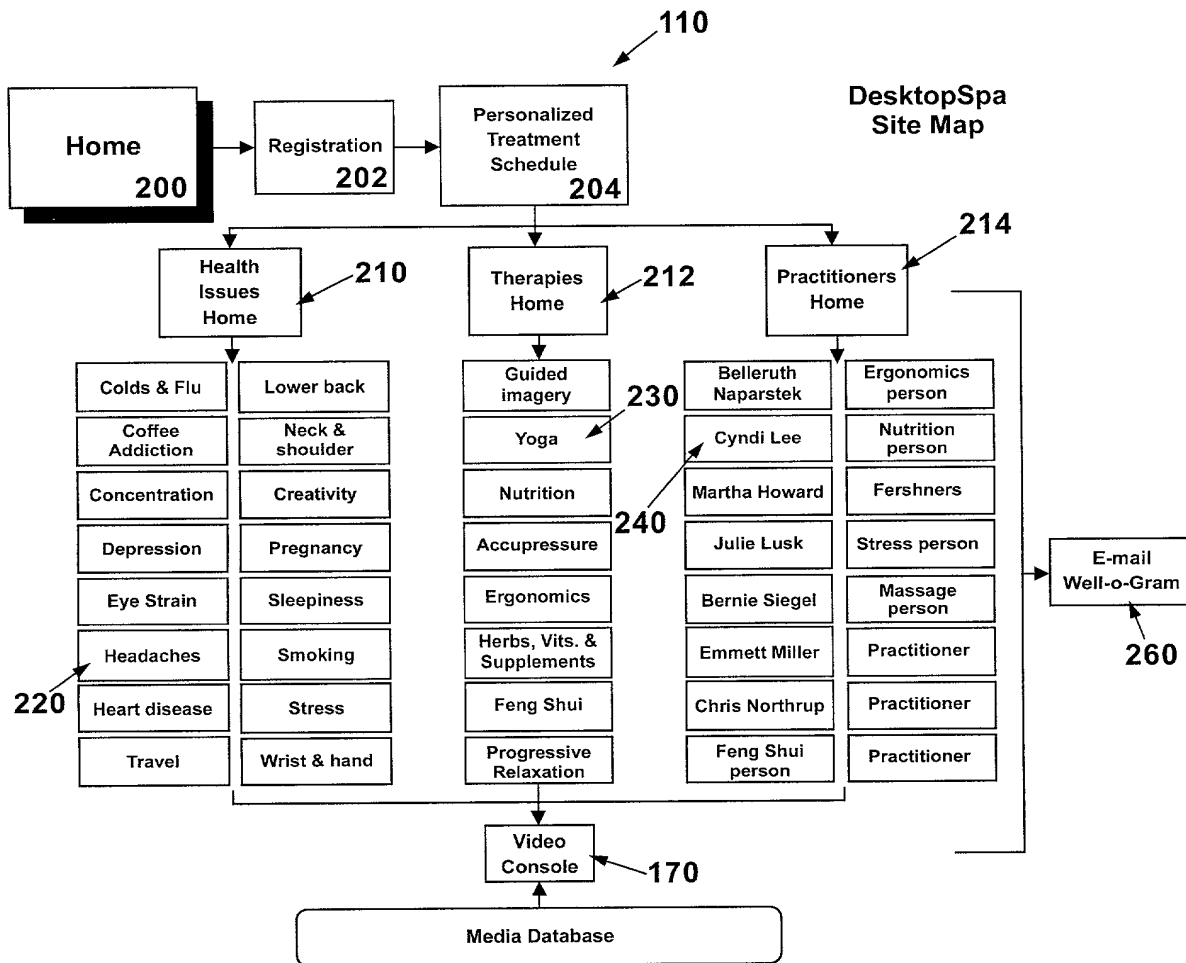 110
DesktopSpa
Site Map
Home
200
Registration
202
Personalized
Treatment
Schedule
204
Health
Issues
Home
210
Therapies
Home
212
Practitioners
Home
214
Colds & Flu
Lower back
Coffee
Addiction
Neck &
shoulder
Concentration
Creativity
Depression
Pregnancy
Eye Strain
Sleepiness
Headaches
Smoking
220
Heart disease
Stress
Travel
Wrist & hand
Guided
imagery
Yoga
230
Nutrition
Accupressure
Ergonomics
Herbs, Vits. &
Supplements
Feng Shui
Progressive
Relaxation
Belleruth
Naparstek
Ergonomics
person
Cyndi Lee
240
Nutrition
person
Martha Howard
Fershners
Julie Lusk
Stress person
Bernie Siegel
Massage
person
Emmett Miller
Practitioner
Chris Northrup
Practitioner
Feng Shui
person
Practitioner
E-mail
Well-o-Gram
260
Video
Console
170
Media Database